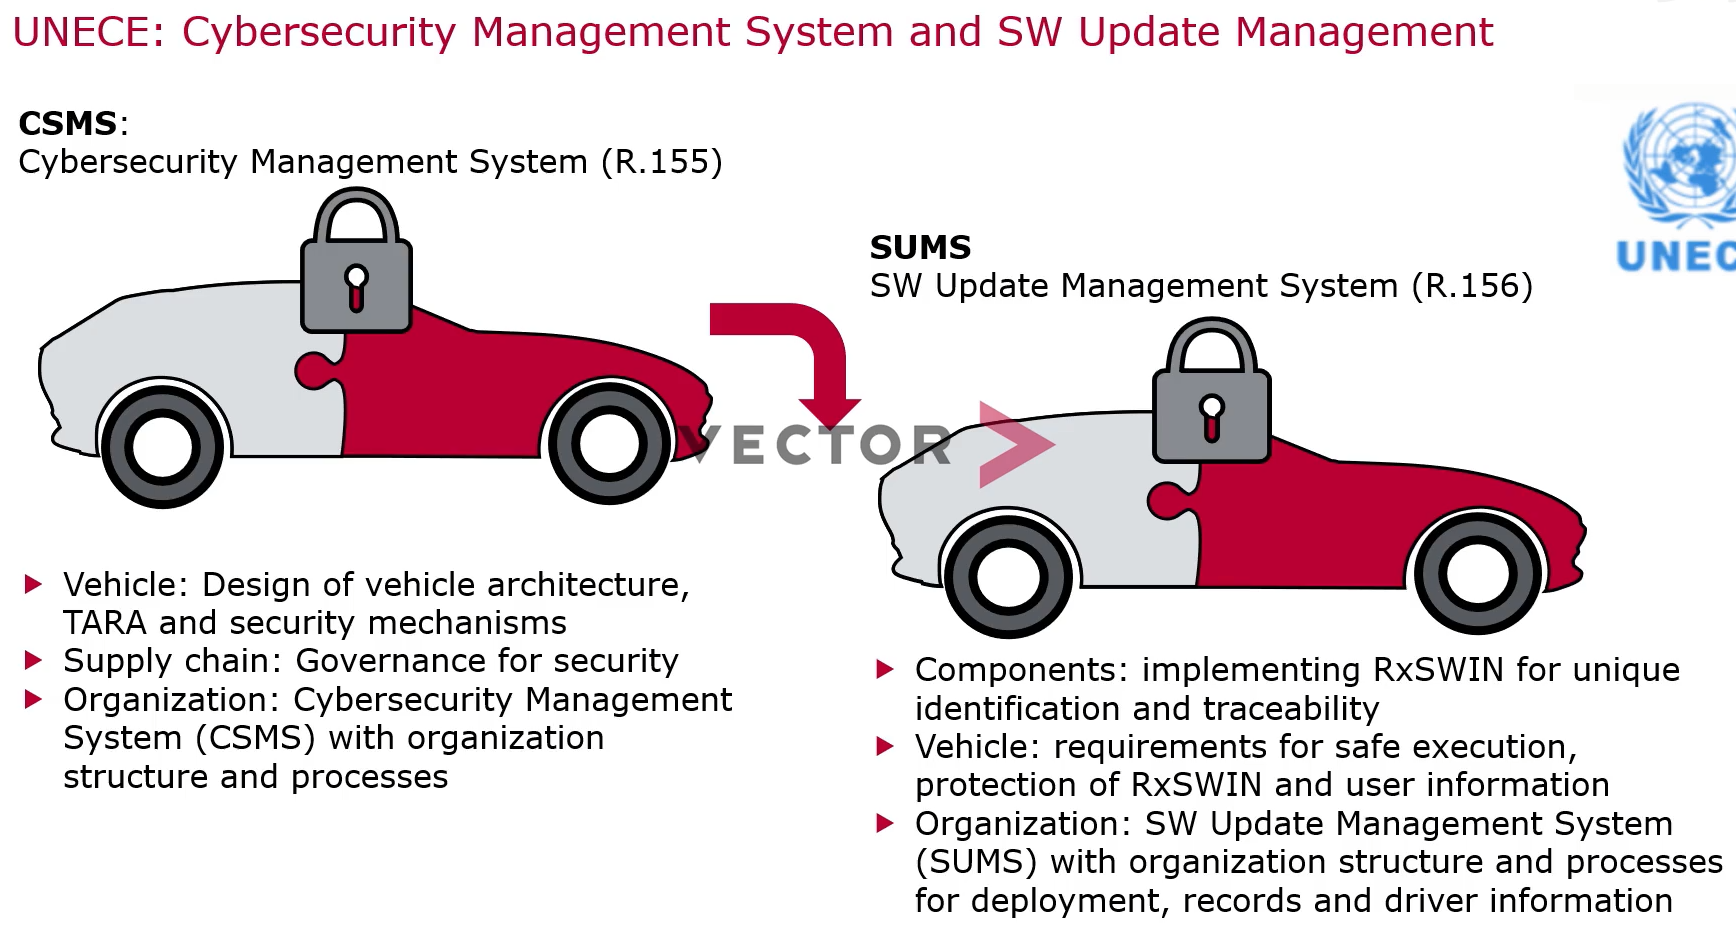 UNECE: Cybersecurity Management System and SW Update Management
CSMS:
Cybersecurity Management System (R.155)
UNEC
SUMS
SW Update Management System (R.156)
VECTOR
Vehicle: Design of vehicle architecture,
TARA and security mechanisms
Supply chain: Governance for security
Organization: Cybersecurity Management
System (CSMS) with organization
structure and processes
Components: implementing RxSWIN for unique
identification and traceability
Vehicle: requirements for safe execution,
protection of RxSWIN and user information
Organization: SW Update Management System
(SUMS) with organization structure and processes
for deployment, records and driver information